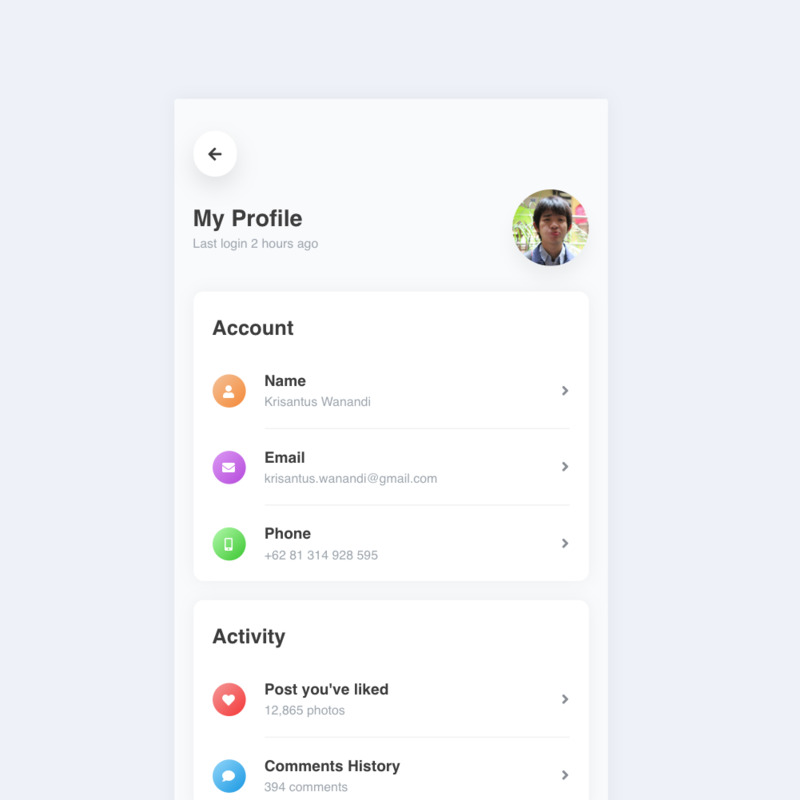 My Profile
Last login 2 hours ago
Account
Name
Krisantus Wanandi
Email
krisantus.wanandi@gmail.com
Phone
+62 81 314 928 595
Activity
Post you've liked
12,865 photos
Comments History
394 comments